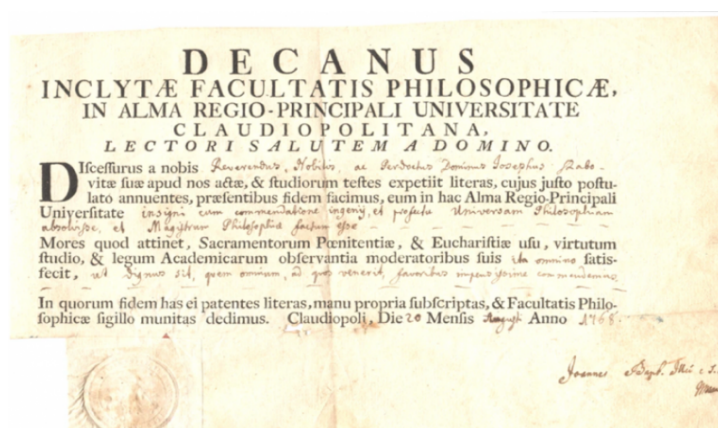 DECANUS
INCLYTÆ FACULTATIS PHILOSOPHICÆ,
IN ALMA REGIO-PRINCIPALI UNIVERSITATE
CLAUDIOPOLITANA,
LECTORI SALUTEM A DOMINO.
DIscessurus a nobis Reverendus, Nobilis, ac Perdoctus Dominus Josephus Szabo
vitæ suæ apud nos actæ, & studiorum testes expetiit literas, cujus justo postu-
lato annuentes, præsentibus fidem facimus, eum in hac Alma Regio-Principali
Universitate insigni cum commendatione ingenij, et profectu Universam Philosophiam
absolvisse, et Magistrum Philosophiæ factum esse
Mores quod attinet, Sacramentorum Pœnitentiæ, & Eucharistiæ usu, virtutum
studio, & legum Academicarum observantia moderatoribus suis ita omnino satis-
fecit, ut dignus sit, quem omnium, ad quos venerit, favoribus impensissime commendemus
In quorum fidem has ei patentes literas, manu propria subscriptas, & Facultatis Philo-
sophicæ sigillo munitas dedimus. Claudiopoli, Die 20 Mensis Augusti Anno 1768.
Joannes Bapt.